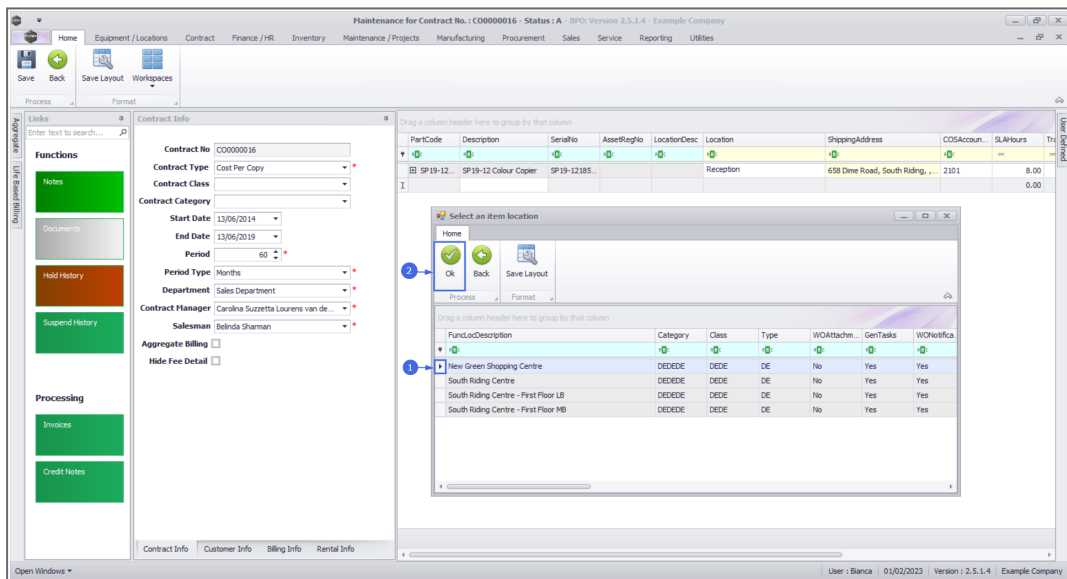 Maintenance for Contract No. : CO0000016 - Status : A - BPO: Version 2.5.1.4 - Example Company
Home Equipment / Locations Contract Finance / HR Inventory Maintenance / Projects Manufacturing Procurement Sales Service Reporting Utilities
Save Back Save Layout Workspaces
Process Format
Aggregate
Life Based Billing
Links
Enter text to search...
Functions
Notes
Documents
Hold History
Suspend History
Processing
Invoices
Credit Notes
Contract Info
Contract No CO0000016
Contract Type Cost Per Copy *
Contract Class
Contract Category
Start Date 13/06/2014
End Date 13/06/2019
Period 60 *
Period Type Months *
Department Sales Department *
Contract Manager Carolina Suzzetta Lourens van de... *
Salesman Belinda Sharman *
Aggregate Billing
Hide Fee Detail
Contract Info Customer Info Billing Info Rental Info
Drag a column header here to group by that column
PartCode Description SerialNo AssetRegNo LocationDesc Location ShippingAddress COSAccoun... SLAHours Tra
SP19-12... SP19-12 Colour Copier SP19-12185... Reception 658 Dime Road, South Riding, ,... 2101 8.00
0.00
User Defined
Select an item location
Home
Ok Back Save Layout
Process Format
2
Drag a column header here to group by that column
FuncLocDescription Category Class Type WOAttachm... GenTasks WONotifica...
1
New Green Shopping Centre DEDEDE DEDE DE No Yes Yes
South Riding Centre DEDEDE DEDE DE No Yes Yes
South Riding Centre - First Floor LB DEDEDE DEDE DE No Yes Yes
South Riding Centre - First Floor MB DEDEDE DEDE DE No Yes Yes
Open Windows
User : Bianca 01/02/2023 Version : 2.5.1.4 Example Company